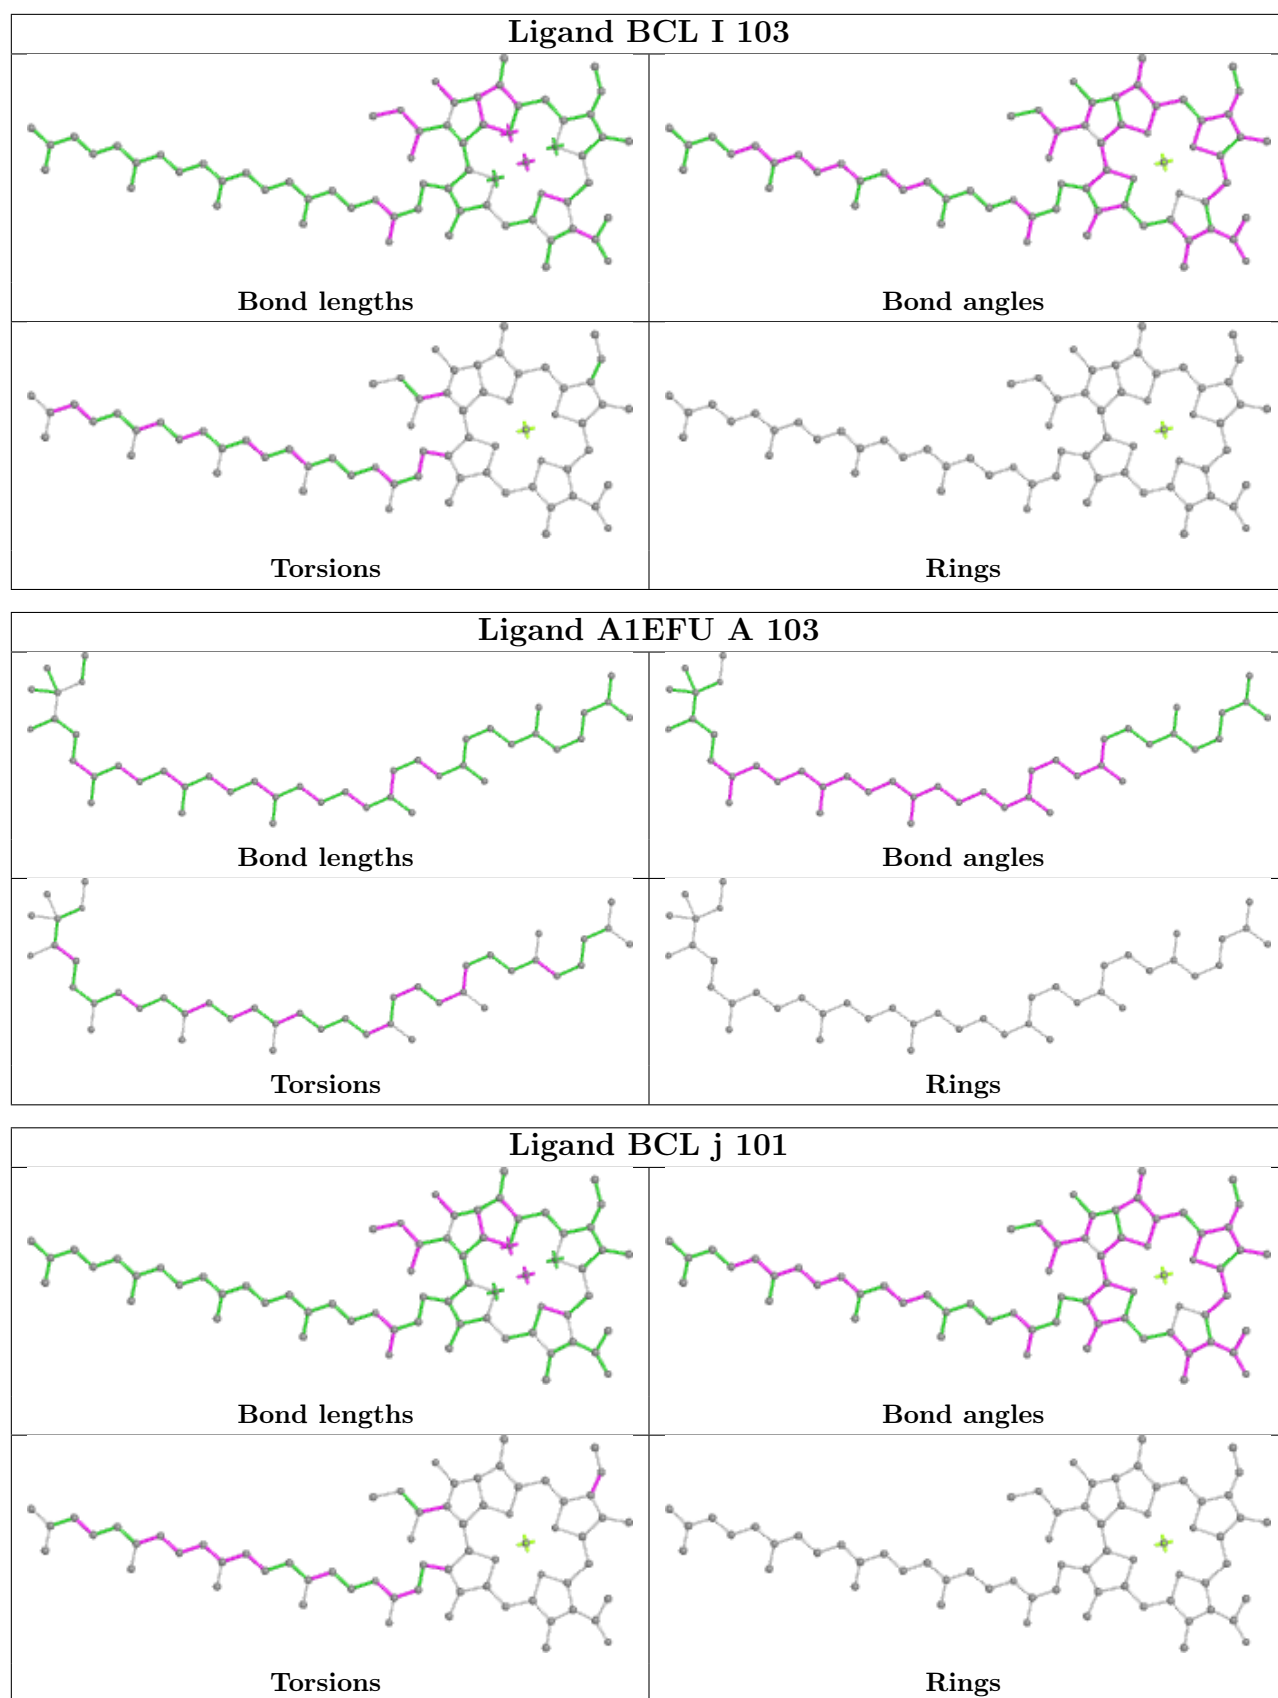 Ligand BCL I 103
Bond lengths
Bond angles
Torsions
Rings
Ligand A1EFU A 103
Bond lengths
Bond angles
Torsions
Rings
Ligand BCL j 101
Bond lengths
Bond angles
Torsions
Rings